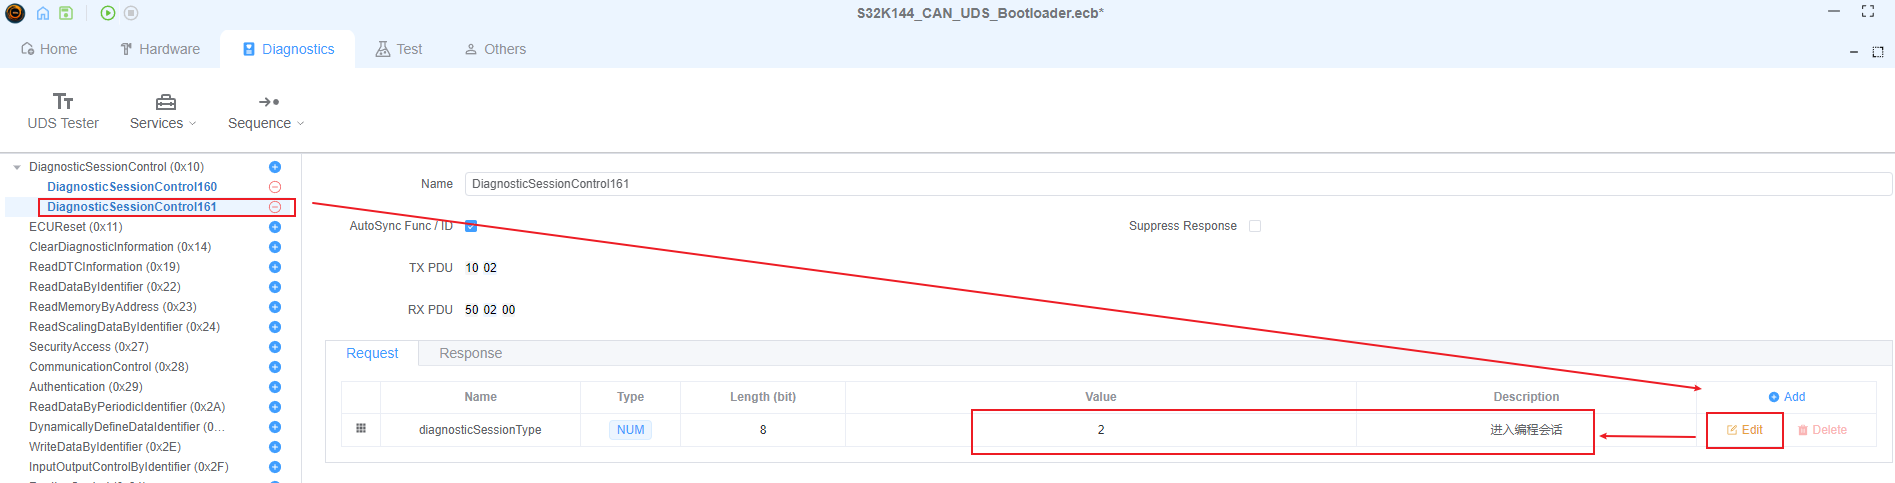 S32K144_CAN_UDS_Bootloader.ecb*
Home Hardware Diagnostics Test Others
UDS Tester Services Sequence
DiagnosticSessionControl (0x10)
DiagnosticSessionControl160
DiagnosticSessionControl161
ECUReset (0x11)
ClearDiagnosticInformation (0x14)
ReadDTCInformation (0x19)
ReadDataByIdentifier (0x22)
ReadMemoryByAddress (0x23)
ReadScalingDataByIdentifier (0x24)
SecurityAccess (0x27)
CommunicationControl (0x28)
Authentication (0x29)
ReadDataByPeriodicIdentifier (0x2A)
DynamicallyDefineDataIdentifier (0...
WriteDataByIdentifier (0x2E)
InputOutputControlByIdentifier (0x2F)
Name DiagnosticSessionControl161
AutoSync Func / ID Suppress Response
TX PDU 10 02
RX PDU 50 02 00
Request Response
Name Type Length (bit) Value Description Add
diagnosticSessionType NUM 8 2 进入编程会话 Edit Delete